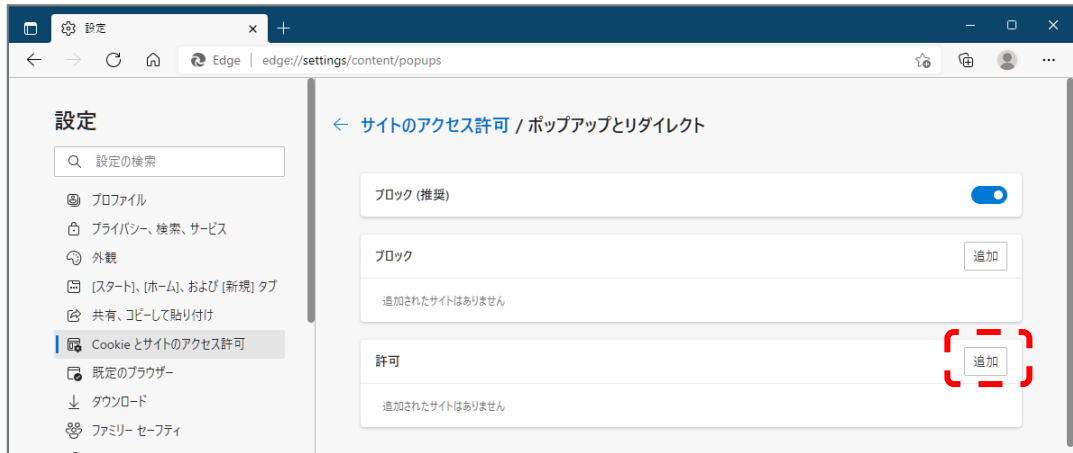 設定
Edge | edge://settings/content/popups
設定
設定の検索
プロファイル
プライバシー、検索、サービス
外観
[スタート]、[ホーム]、および [新規] タブ
共有、コピーして貼り付け
Cookie とサイトのアクセス許可
既定のブラウザー
ダウンロード
ファミリー セーフティ
サイトのアクセス許可 / ポップアップとリダイレクト
ブロック (推奨)
ブロック
追加
追加されたサイトはありません
許可
追加
追加されたサイトはありません